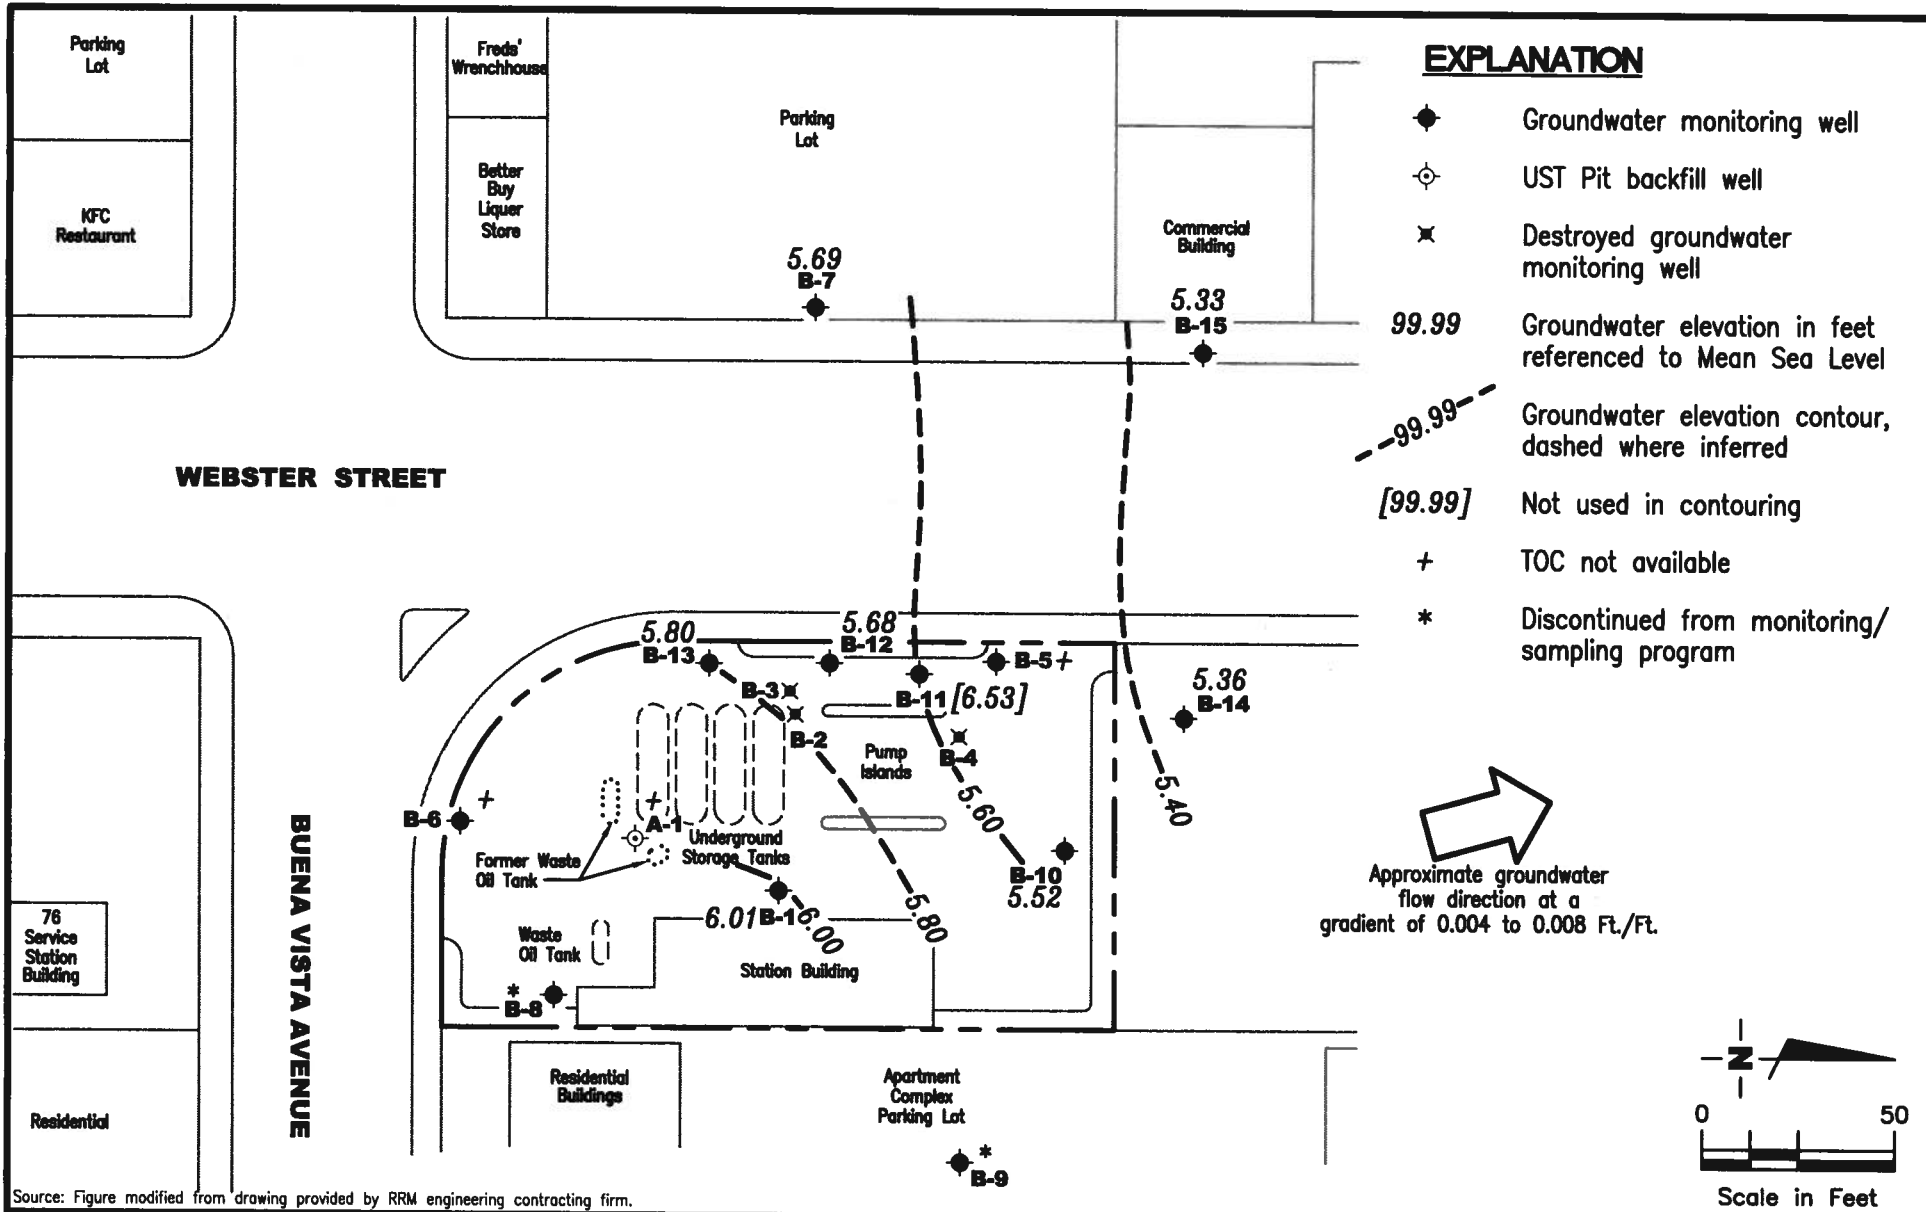 Parking
Lot
KFC
Restaurant
Freds'
Wrenchhouse
Better
Buy
Liquer
Store
Parking
Lot
5.69
B-7
Commercial
Building
5.33
B-15
EXPLANATION
Groundwater monitoring well
UST Pit backfill well
Destroyed groundwater
monitoring well
99.99 Groundwater elevation in feet
referenced to Mean Sea Level
99.99 Groundwater elevation contour,
dashed where inferred
[99.99] Not used in contouring
+ TOC not available
* Discontinued from monitoring/
sampling program
WEBSTER STREET
BUENA VISTA AVENUE
5.80
B-13
5.68
B-12
B-5+
B-3
B-2
B-11 [6.53]
B-4
5.36
B-14
Pump
Islands
5.60
5.40
B-6 +
+
A-1
Underground
Storage Tanks
Former Waste
Oil Tank
B-10
5.52
6.01 B-1
6.00
5.80
Waste
Oil Tank
Station Building
*
B-8
76
Service
Station
Building
Residential
Residential
Buildings
Apartment
Complex
Parking Lot
*
B-9
Approximate groundwater
flow direction at a
gradient of 0.004 to 0.008 Ft./Ft.
N
0 50
Scale in Feet
Source: Figure modified from drawing provided by RRM engineering contracting firm.